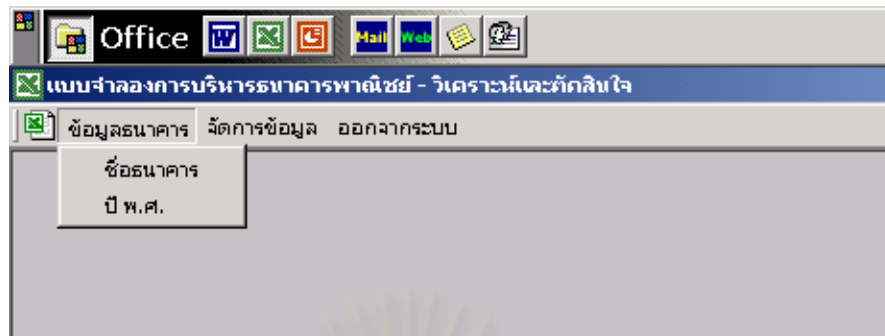 Office Mail Web
แบบจำลองการบริหารธนาคารพาณิชย์ - วิเคราะห์และตัดสินใจ
ข้อมูลธนาคาร จัดการข้อมูล ออกจากระบบ
ชื่อธนาคาร
ปี พ.ศ.